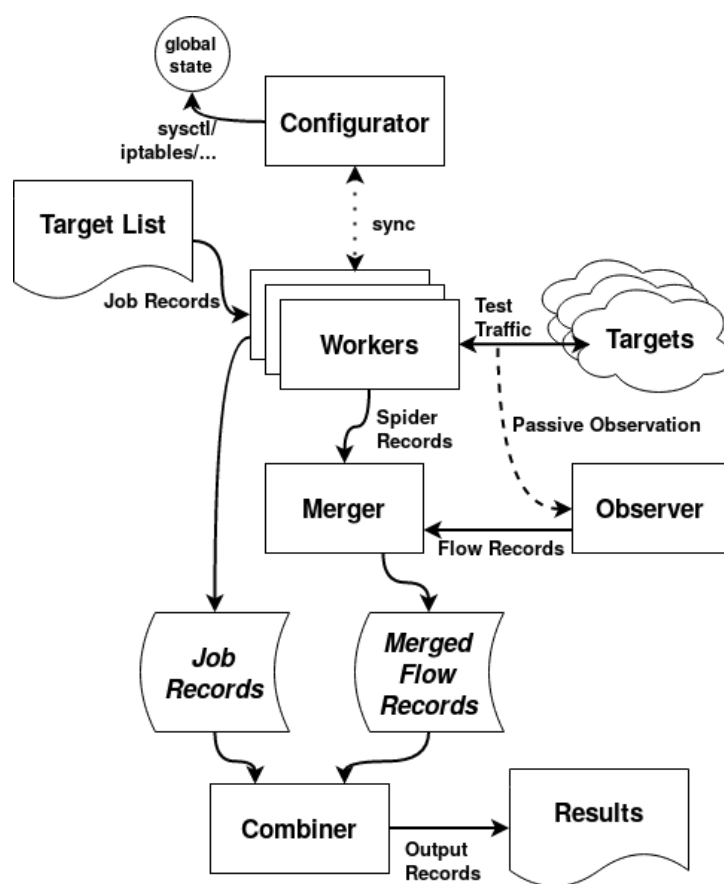 global
state
Configurator
sysctl/
iptables/...
Target List
sync
Job Records
Test
Traffic
Workers
Targets
Spider
Records
Passive Observation
Merger
Observer
Flow Records
Job
Records
Merged
Flow
Records
Combiner
Results
Output
Records